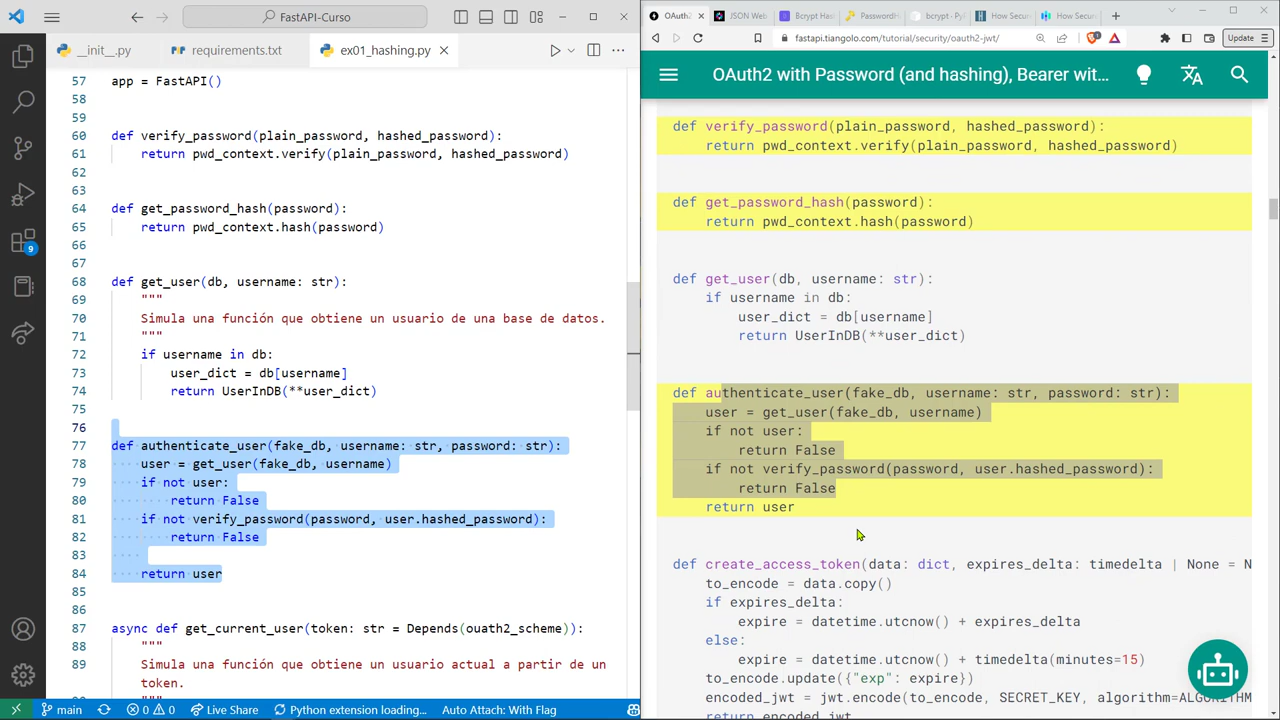 FastAPI-Curso
__init__.py
requirements.txt
ex01_hashing.py
57 app = FastAPI()
58
59
60 def verify_password(plain_password, hashed_password):
61 return pwd_context.verify(plain_password, hashed_password)
62
63
64 def get_password_hash(password):
65 return pwd_context.hash(password)
66
67
68 def get_user(db, username: str):
69 """
70 Simula una función que obtiene un usuario de una base de datos.
71 """
72 if username in db:
73 user_dict = db[username]
74 return UserInDB(**user_dict)
75
76
77 def authenticate_user(fake_db, username: str, password: str):
78 user = get_user(fake_db, username)
79 if not user:
80 return False
81 if not verify_password(password, user.hashed_password):
82 return False
83
84 return user
85
86
87 async def get_current_user(token: str = Depends(ouath2_scheme)):
88 """
89 Simula una función que obtiene un usuario actual a partir de un
token.
9
main
0
0
Live Share
Python extension loading...
Auto Attach: With Flag
OAuth2
JSON Web
Bcrypt Has
PasswordH
bcrypt · Py
How Secur
How Secur
fastapi.tiangolo.com/tutorial/security/oauth2-jwt/
Update
OAuth2 with Password (and hashing), Bearer wit...
def verify_password(plain_password, hashed_password):
return pwd_context.verify(plain_password, hashed_password)
def get_password_hash(password):
return pwd_context.hash(password)
def get_user(db, username: str):
if username in db:
user_dict = db[username]
return UserInDB(**user_dict)
def authenticate_user(fake_db, username: str, password: str):
user = get_user(fake_db, username)
if not user:
return False
if not verify_password(password, user.hashed_password):
return False
return user
def create_access_token(data: dict, expires_delta: timedelta | None = N
to_encode = data.copy()
if expires_delta:
expire = datetime.utcnow() + expires_delta
else:
expire = datetime.utcnow() + timedelta(minutes=15)
to_encode.update({"exp": expire})
encoded_jwt = jwt.encode(to_encode, SECRET_KEY, algorithm=ALGORITHM
return encoded_jwt